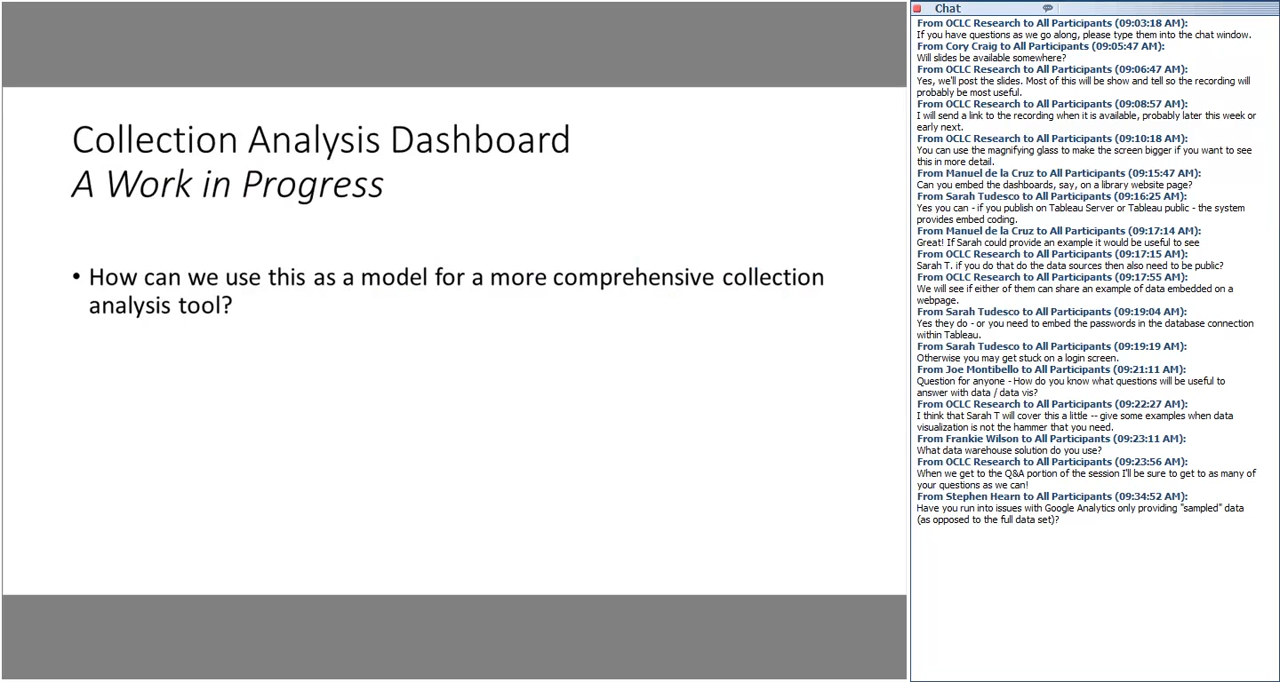 Collection Analysis Dashboard
A Work in Progress
• How can we use this as a model for a more comprehensive collection
analysis tool?
Chat
From OCLC Research to All Participants (09:03:18 AM):
If you have questions as we go along, please type them into the chat window.
From Cory Craig to All Participants (09:05:47 AM):
Will slides be available somewhere?
From OCLC Research to All Participants (09:06:47 AM):
Yes, we'll post the slides. Most of this will be show and tell so the recording will
probably be most useful.
From OCLC Research to All Participants (09:08:57 AM):
I will send a link to the recording when it is available, probably later this week or
early next.
From OCLC Research to All Participants (09:10:18 AM):
You can use the magnifying glass to make the screen bigger if you want to see
this in more detail.
From Manuel de la Cruz to All Participants (09:15:47 AM):
Can you embed the dashboards, say, on a library website page?
From Sarah Tudesco to All Participants (09:16:25 AM):
Yes you can - if you publish on Tableau Server or Tableau public - the system
provides embed coding.
From Manuel de la Cruz to All Participants (09:17:14 AM):
Great! If Sarah could provide an example it would be useful to see
From OCLC Research to All Participants (09:17:15 AM):
Sarah T. if you do that do the data sources then also need to be public?
From OCLC Research to All Participants (09:17:55 AM):
We will see if either of them can share an example of data embedded on a
webpage.
From Sarah Tudesco to All Participants (09:19:04 AM):
Yes they do - or you need to embed the passwords in the database connection
within Tableau.
From Sarah Tudesco to All Participants (09:19:19 AM):
Otherwise you may get stuck on a login screen.
From Joe Montibello to All Participants (09:21:11 AM):
Question for anyone - How do you know what questions will be useful to
answer with data / data vis?
From OCLC Research to All Participants (09:22:27 AM):
I think that Sarah T will cover this a little -- give some examples when data
visualization is not the hammer that you need.
From Frankie Wilson to All Participants (09:23:11 AM):
What data warehouse solution do you use?
From OCLC Research to All Participants (09:23:56 AM):
When we get to the Q&A portion of the session I'll be sure to get to as many of
your questions as we can!
From Stephen Hearn to All Participants (09:34:52 AM):
Have you run into issues with Google Analytics only providing "sampled" data
(as opposed to the full data set)?